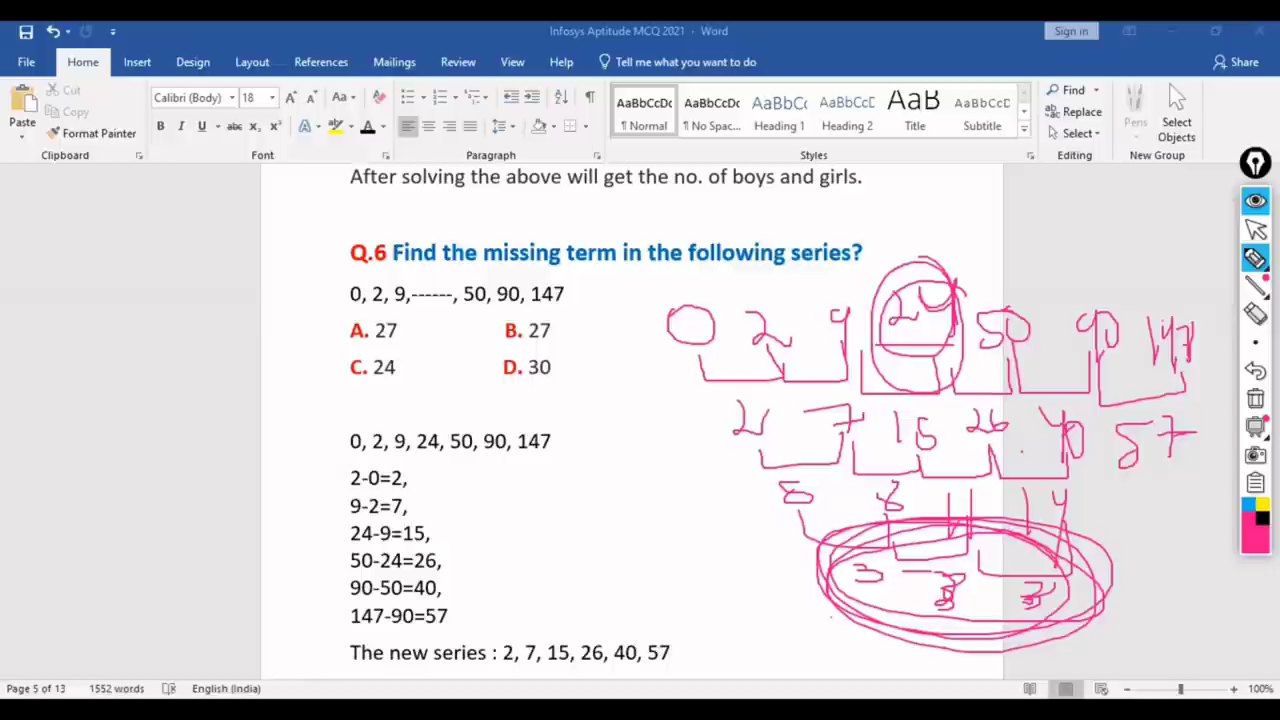 Infosys Aptitude MCQ 2021 - Word
Sign in
File Home Insert Design Layout References Mailings Review View Help Tell me what you want to do Share
Paste
Cut
Copy
Format Painter
Calibri (Body) 18
B I U abc x₂ x²
AaBbCcDc AaBbCcDc AaBbCc AaBbCcE AaB AaBbCcD
¶ Normal ¶ No Spac... Heading 1 Heading 2 Title Subtitle
Find
Replace
Select
Pens
Select Objects
Clipboard Font Paragraph Styles Editing New Group
After solving the above will get the no. of boys and girls.
Q.6 Find the missing term in the following series?
0, 2, 9,------, 50, 90, 147
A. 27 B. 27
C. 24 D. 30
0 2 9 50 90 147
2 7 15 26 40 57
5 8 11 14
3 3 3
0, 2, 9, 24, 50, 90, 147
2-0=2,
9-2=7,
24-9=15,
50-24=26,
90-50=40,
147-90=57
The new series : 2, 7, 15, 26, 40, 57
Page 5 of 13 1552 words English (India) 100%